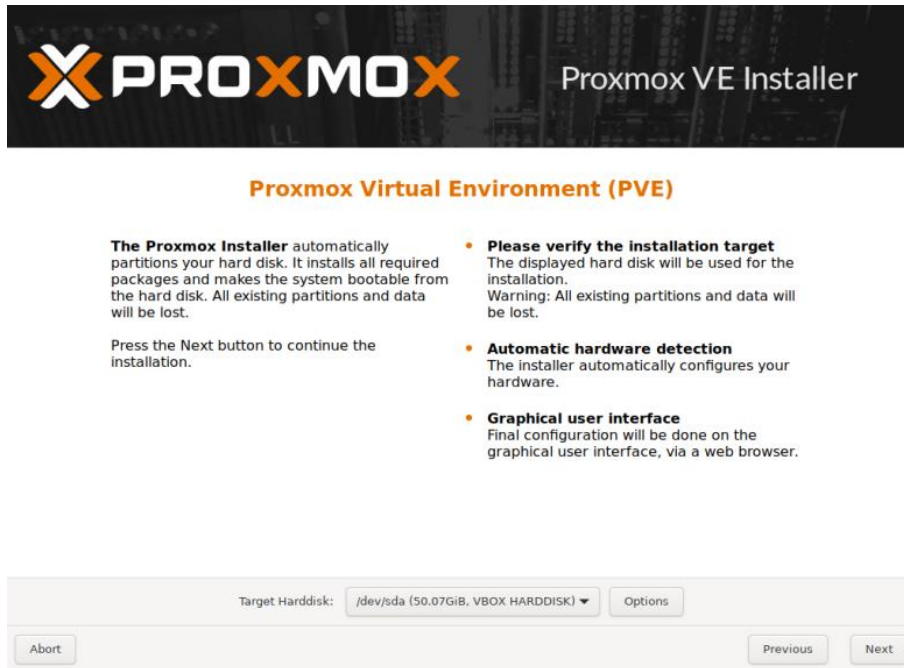 PROXMOX
Proxmox VE Installer
Proxmox Virtual Environment (PVE)
The Proxmox Installer automatically
partitions your hard disk. It installs all required
packages and makes the system bootable from
the hard disk. All existing partitions and data
will be lost.
Press the Next button to continue the
installation.
• Please verify the installation target
The displayed hard disk will be used for the
installation.
Warning: All existing partitions and data will
be lost.
• Automatic hardware detection
The installer automatically configures your
hardware.
• Graphical user interface
Final configuration will be done on the
graphical user interface, via a web browser.
Target Harddisk: /dev/sda (50.07GiB, VBOX HARDDISK) Options
Abort Previous Next